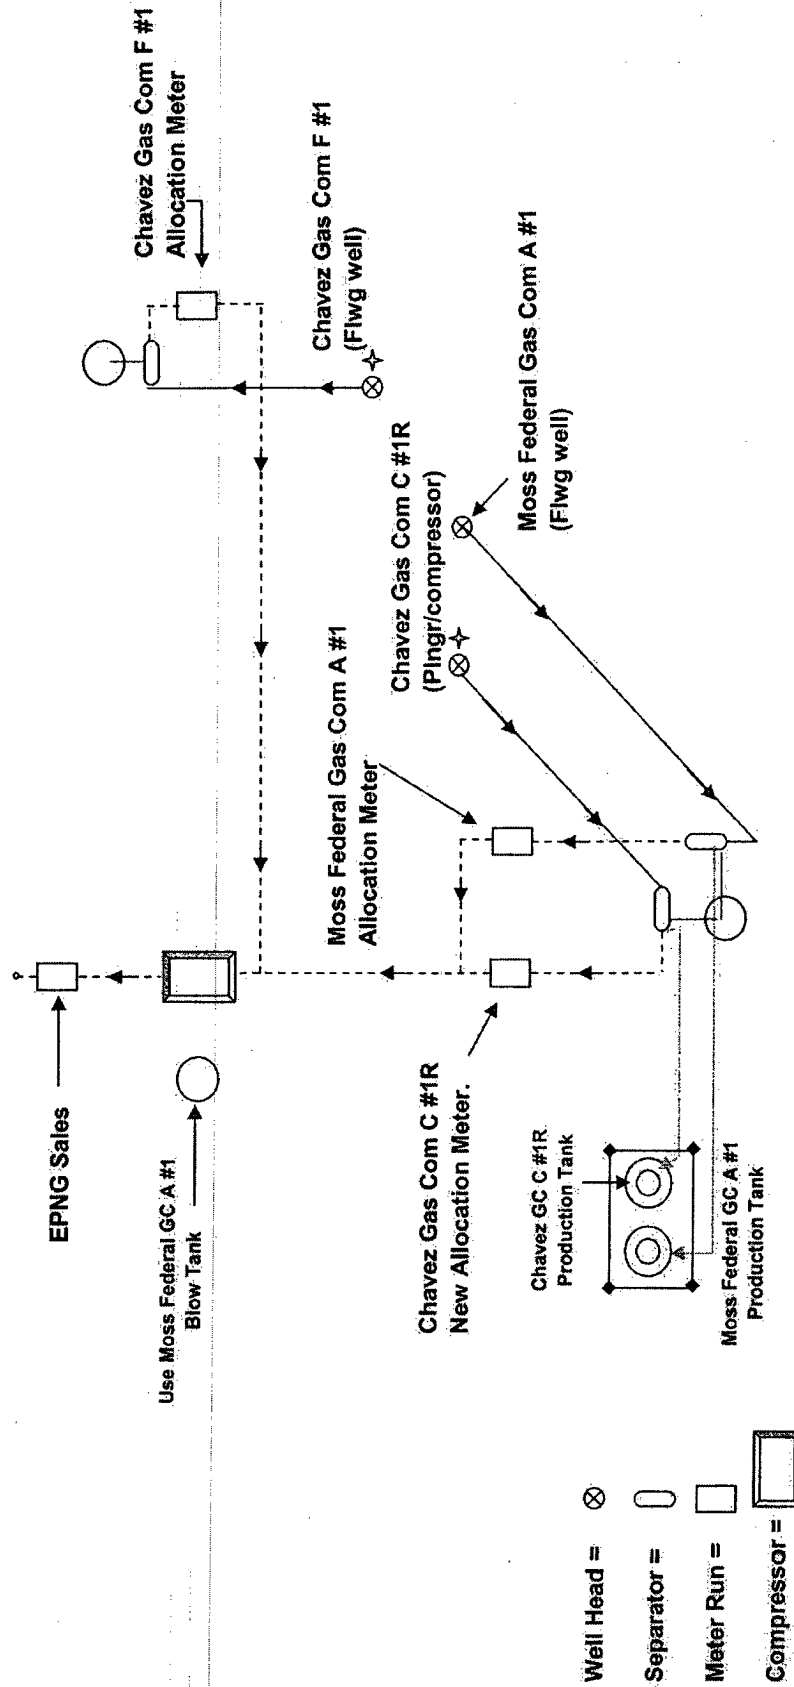 EPNG Sales
Use Moss Federal GC A #1
Blow Tank
Chavez Gas Com F #1
Allocation Meter
Chavez Gas Com F #1
(Flwg well)
Moss Federal Gas Com A #1
Allocation Meter
Chavez Gas Com C #1R
(Plngr/compressor)
Moss Federal Gas Com A #1
(Flwg well)
Chavez Gas Com C #1R
New Allocation Meter.
Chavez GC C #1R
Production Tank
Moss Federal GC A #1
Production Tank
Well Head =
Separator =
Meter Run =
Compressor =